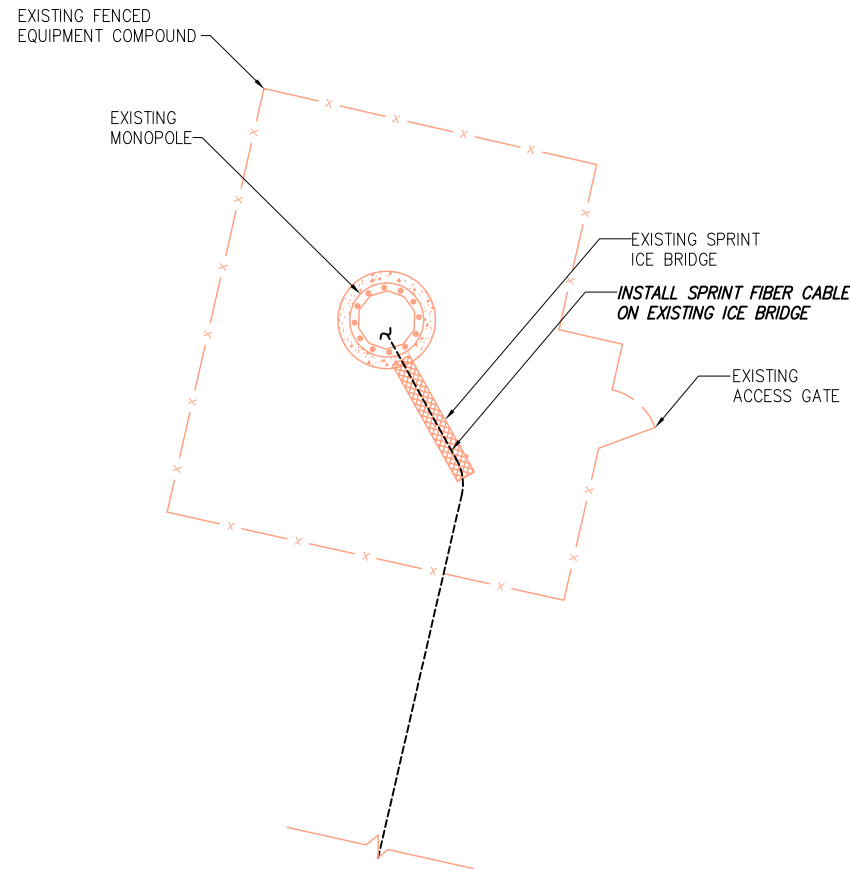 EXISTING FENCED
EQUIPMENT COMPOUND
EXISTING
MONOPOLE
EXISTING SPRINT
ICE BRIDGE
INSTALL SPRINT FIBER CABLE
ON EXISTING ICE BRIDGE
EXISTING
ACCESS GATE